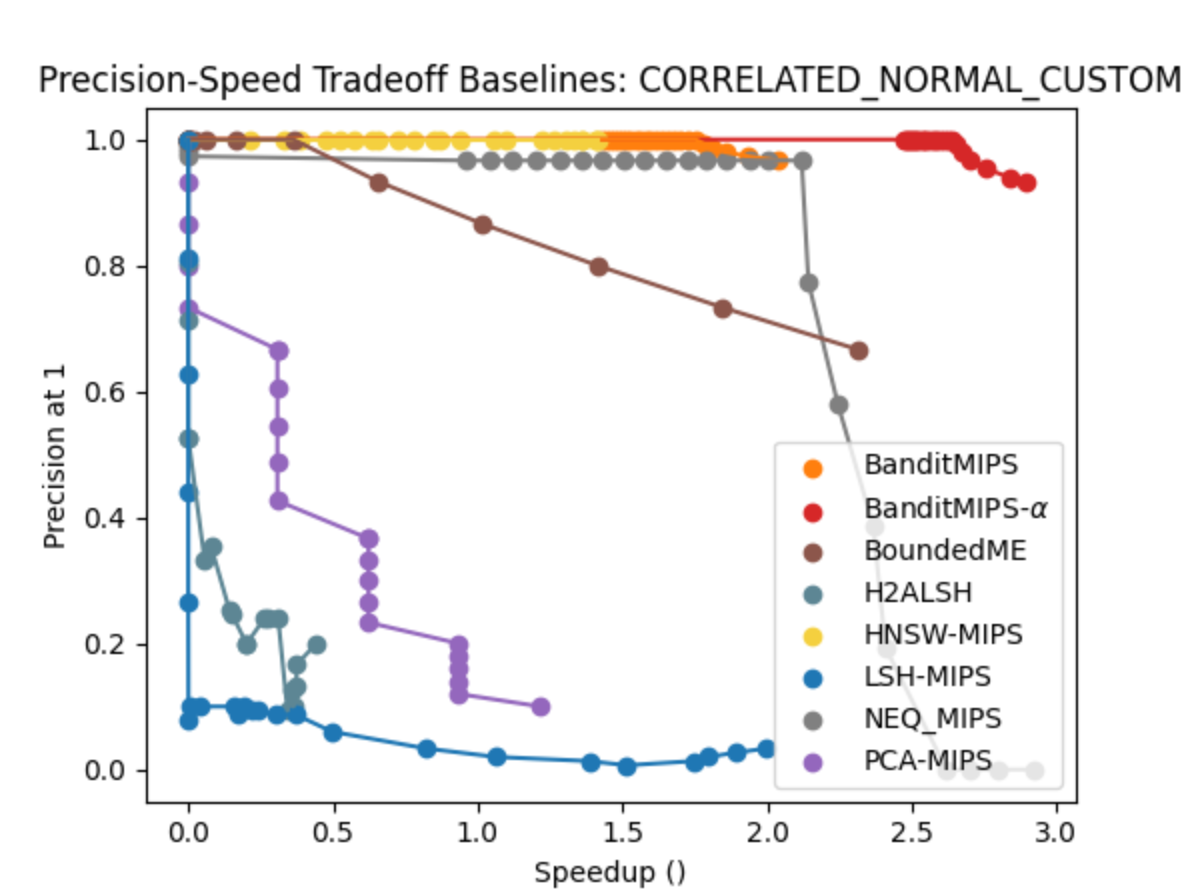 Precision-Speed Tradeoff Baselines: CORRELATED_NORMAL_CUSTOM
1.0
0.8
0.6
0.4
0.2
0.0
Precision at 1
BanditMIPS
BanditMIPS-α
BoundedME
H2ALSH
HNSW-MIPS
LSH-MIPS
NEQ_MIPS
PCA-MIPS
0.0 0.5 1.0 1.5 2.0 2.5 3.0
Speedup ()